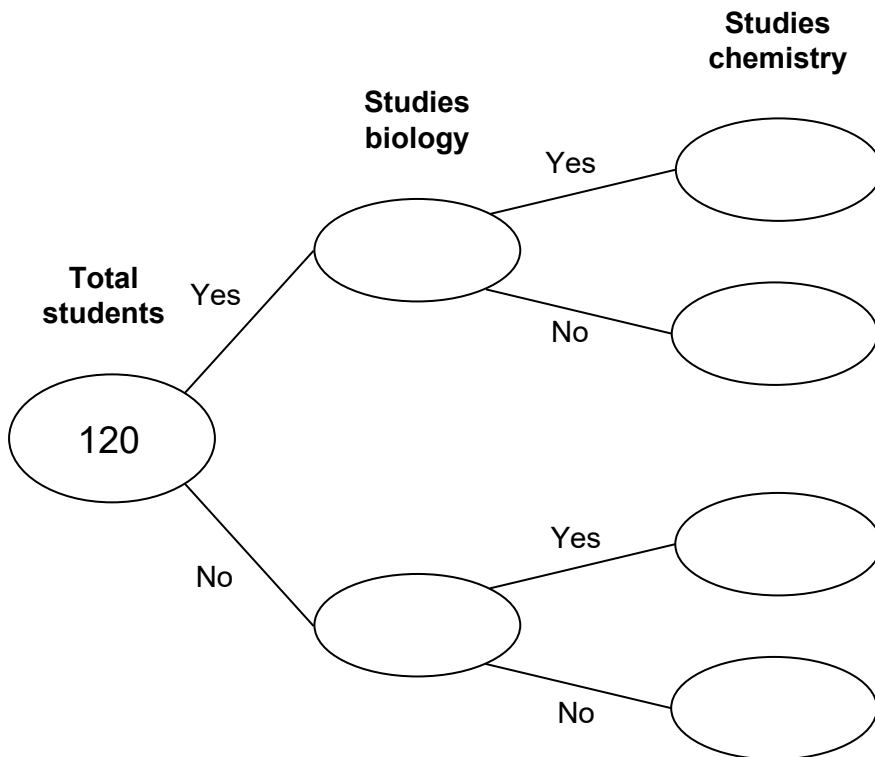 Studies
chemistry
Studies
biology
Yes
Total
students
Yes
No
120
Yes
No
No